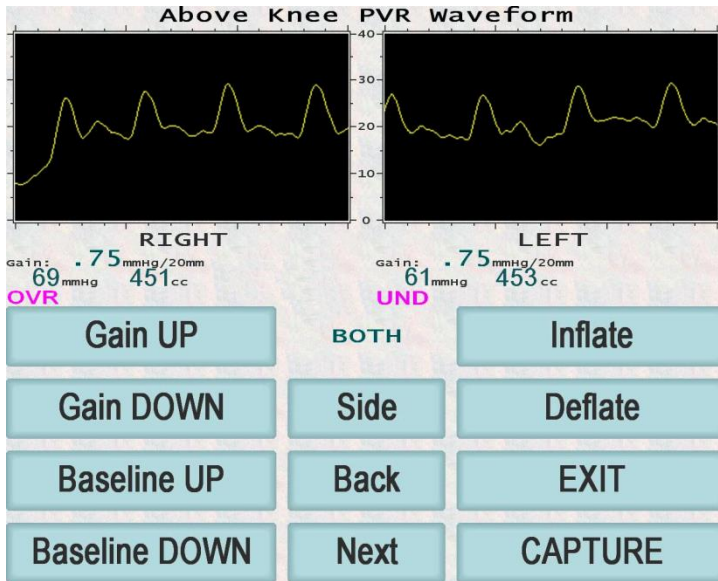 Above Knee PVR Waveform
40
30
20
10
0
RIGHT
Gain: .75mmHg/20mm
69mmHg 451cc
OVR
LEFT
Gain: .75mmHg/20mm
61mmHg 453cc
UND
Gain UP
BOTH
Inflate
Gain DOWN
Side
Deflate
Baseline UP
Back
EXIT
Baseline DOWN
Next
CAPTURE